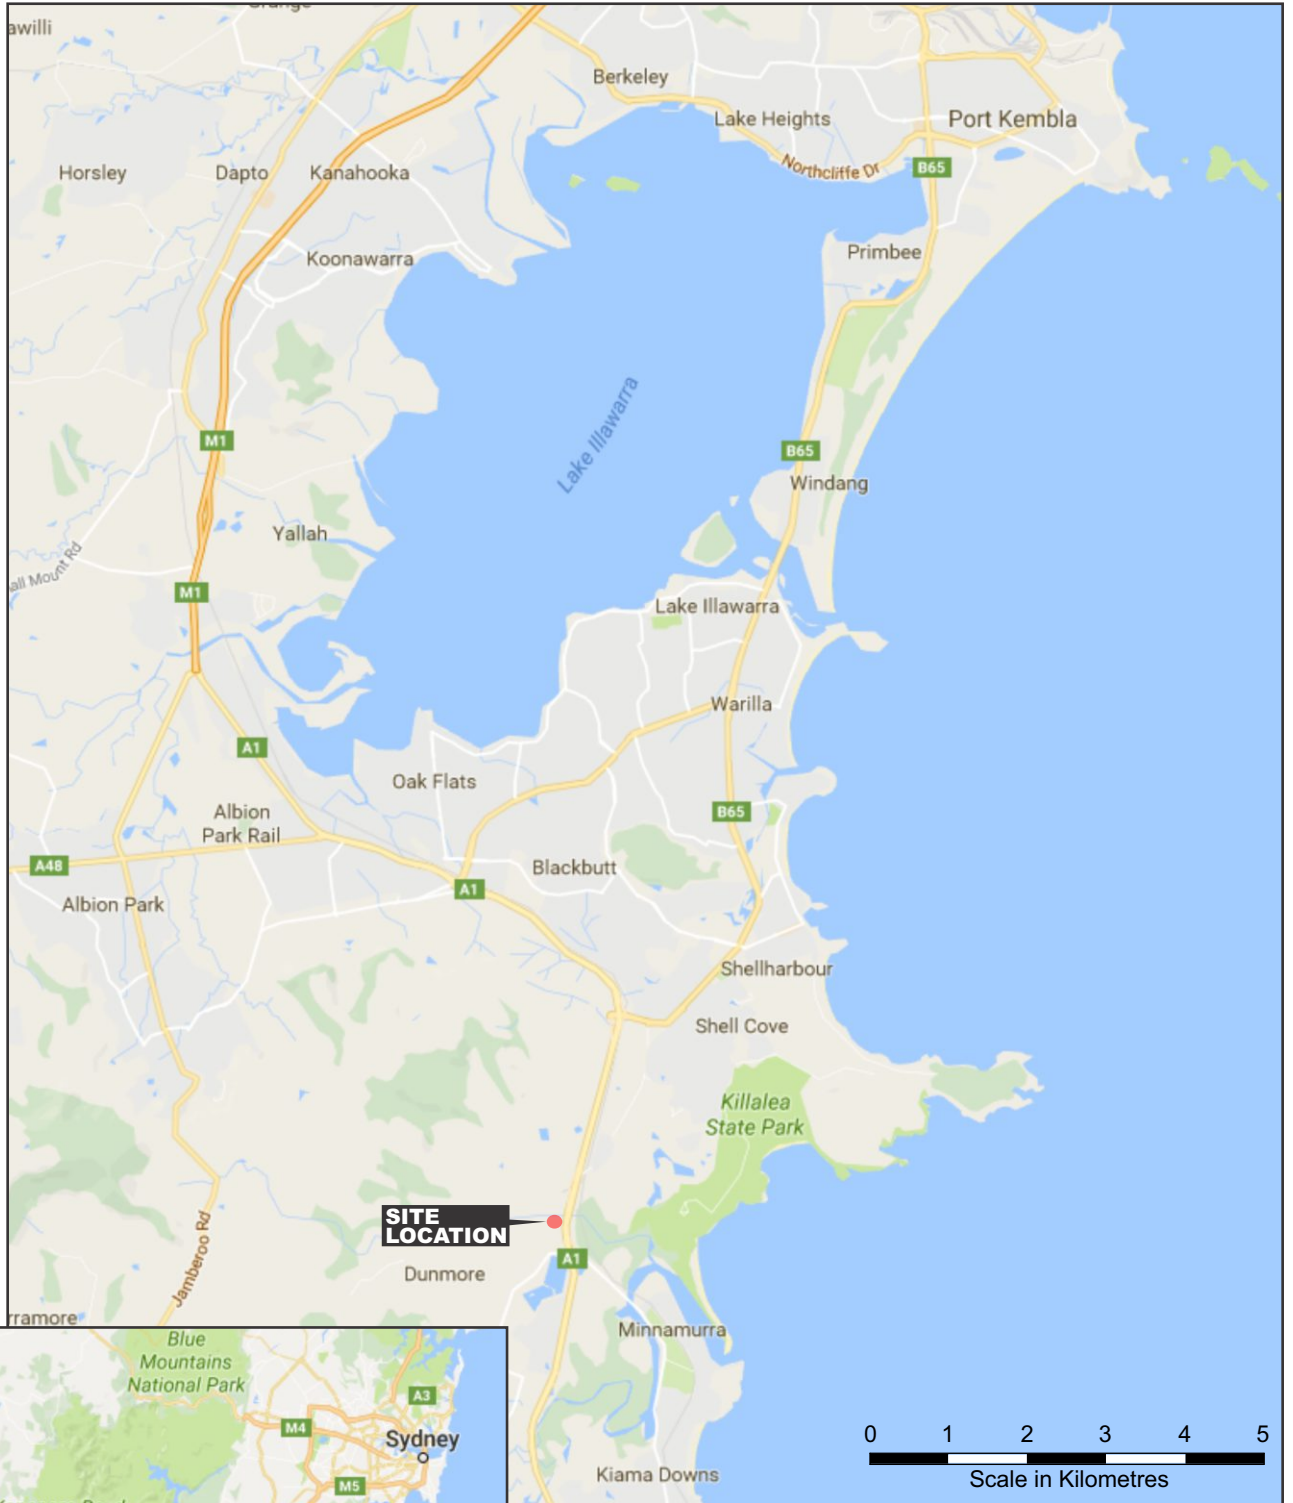 awilli
Berkeley
Lake Heights
Port Kembla
Horsley
Dapto
Kanahooka
Northcliffe Dr
B65
Koonawarra
Primbee
Lake Illawarra
M1
B65
Windang
Yallah
all Mount Rd
M1
Lake Illawarra
Warilla
A1
Oak Flats
Albion
Park Rail
B65
A48
Blackbutt
A1
Albion Park
Shellharbour
Shell Cove
Killalea
State Park
SITE
LOCATION
A1
Dunmore
Jamberoo Rd
rramore
Minnamurra
Blue
Mountains
National Park
A3
M4
Sydney
M5
Kiama Downs
0 1 2 3 4 5
Scale in Kilometres